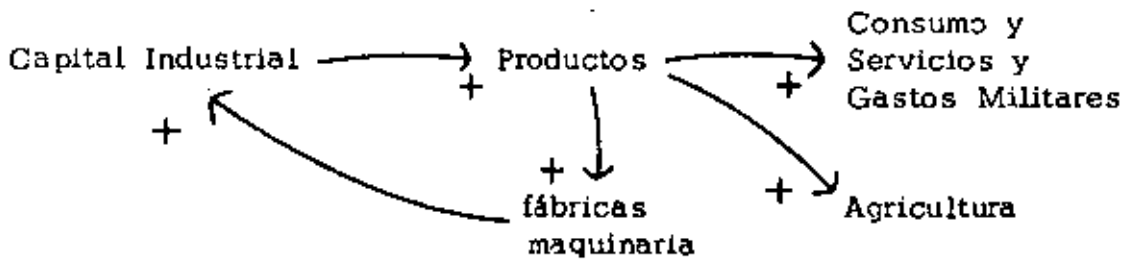 Capital Industrial
+
Productos
+
Consumo y
Servicios y
Gastos Militares
+
+
fábricas
maquinaria
+
Agricultura